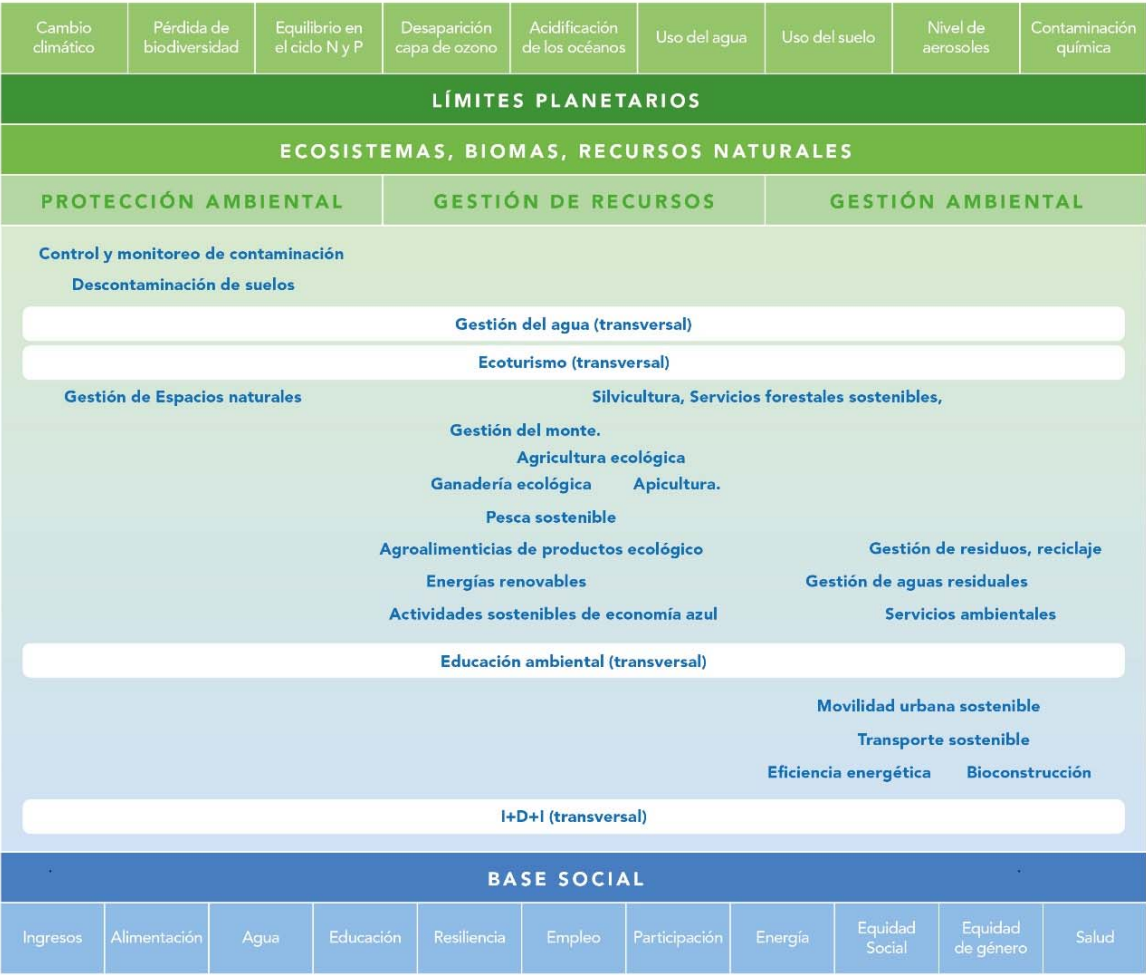 Cambio
climático
Pérdida de
biodiversidad
Equilibrio en
el ciclo N y P
Desaparición
capa de ozono
Acidificación
de los océanos
Uso del agua
Uso del suelo
Nivel de
aerosoles
Contaminación
química
LÍMITES PLANETARIOS
ECOSISTEMAS, BIOMAS, RECURSOS NATURALES
PROTECCIÓN AMBIENTAL
GESTIÓN DE RECURSOS
GESTIÓN AMBIENTAL
Control y monitoreo de contaminación
Descontaminación de suelos
Gestión del agua (transversal)
Ecoturismo (transversal)
Gestión de Espacios naturales
Silvicultura, Servicios forestales sostenibles,
Gestión del monte.
Agricultura ecológica
Ganadería ecológica
Apicultura.
Pesca sostenible
Agroalimenticias de productos ecológico
Gestión de residuos, reciclaje
Energías renovables
Gestión de aguas residuales
Actividades sostenibles de economía azul
Servicios ambientales
Educación ambiental (transversal)
Movilidad urbana sostenible
Transporte sostenible
Eficiencia energética
Bioconstrucción
I+D+I (transversal)
BASE SOCIAL
Ingresos
Alimentación
Agua
Educación
Resiliencia
Empleo
Participación
Energía
Equidad
Social
Equidad
de género
Salud